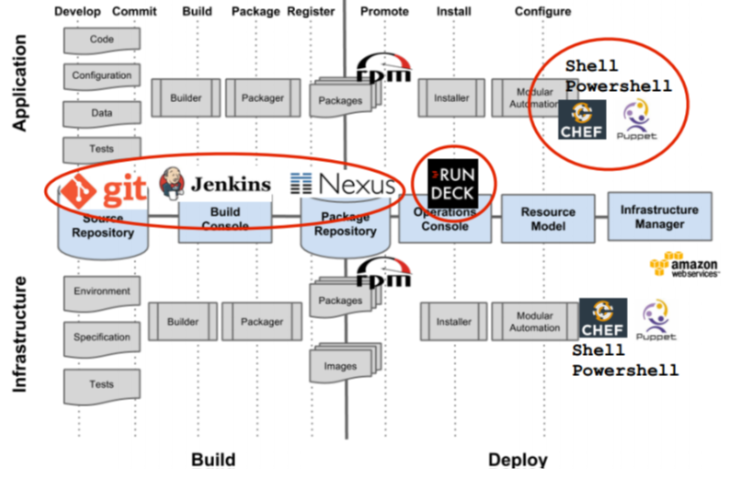 Develop Commit Build Package Register Promote Install Configure
Application
Code
Configuration
Data
Tests
Builder
Packager
Packages
rpm
Installer
Modular
Automation
Shell
Powershell
CHEF
Puppet
git
Jenkins
Nexus
RUN
DECK
Source
Repository
Build
Console
Package
Repository
Operations
Console
Resource
Model
Infrastructure
Manager
amazon
webservices
Infrastructure
Environment
Specification
Tests
Builder
Packager
Packages
rpm
Images
Installer
Modular
Automation
CHEF
Puppet
Shell
Powershell
Build
Deploy